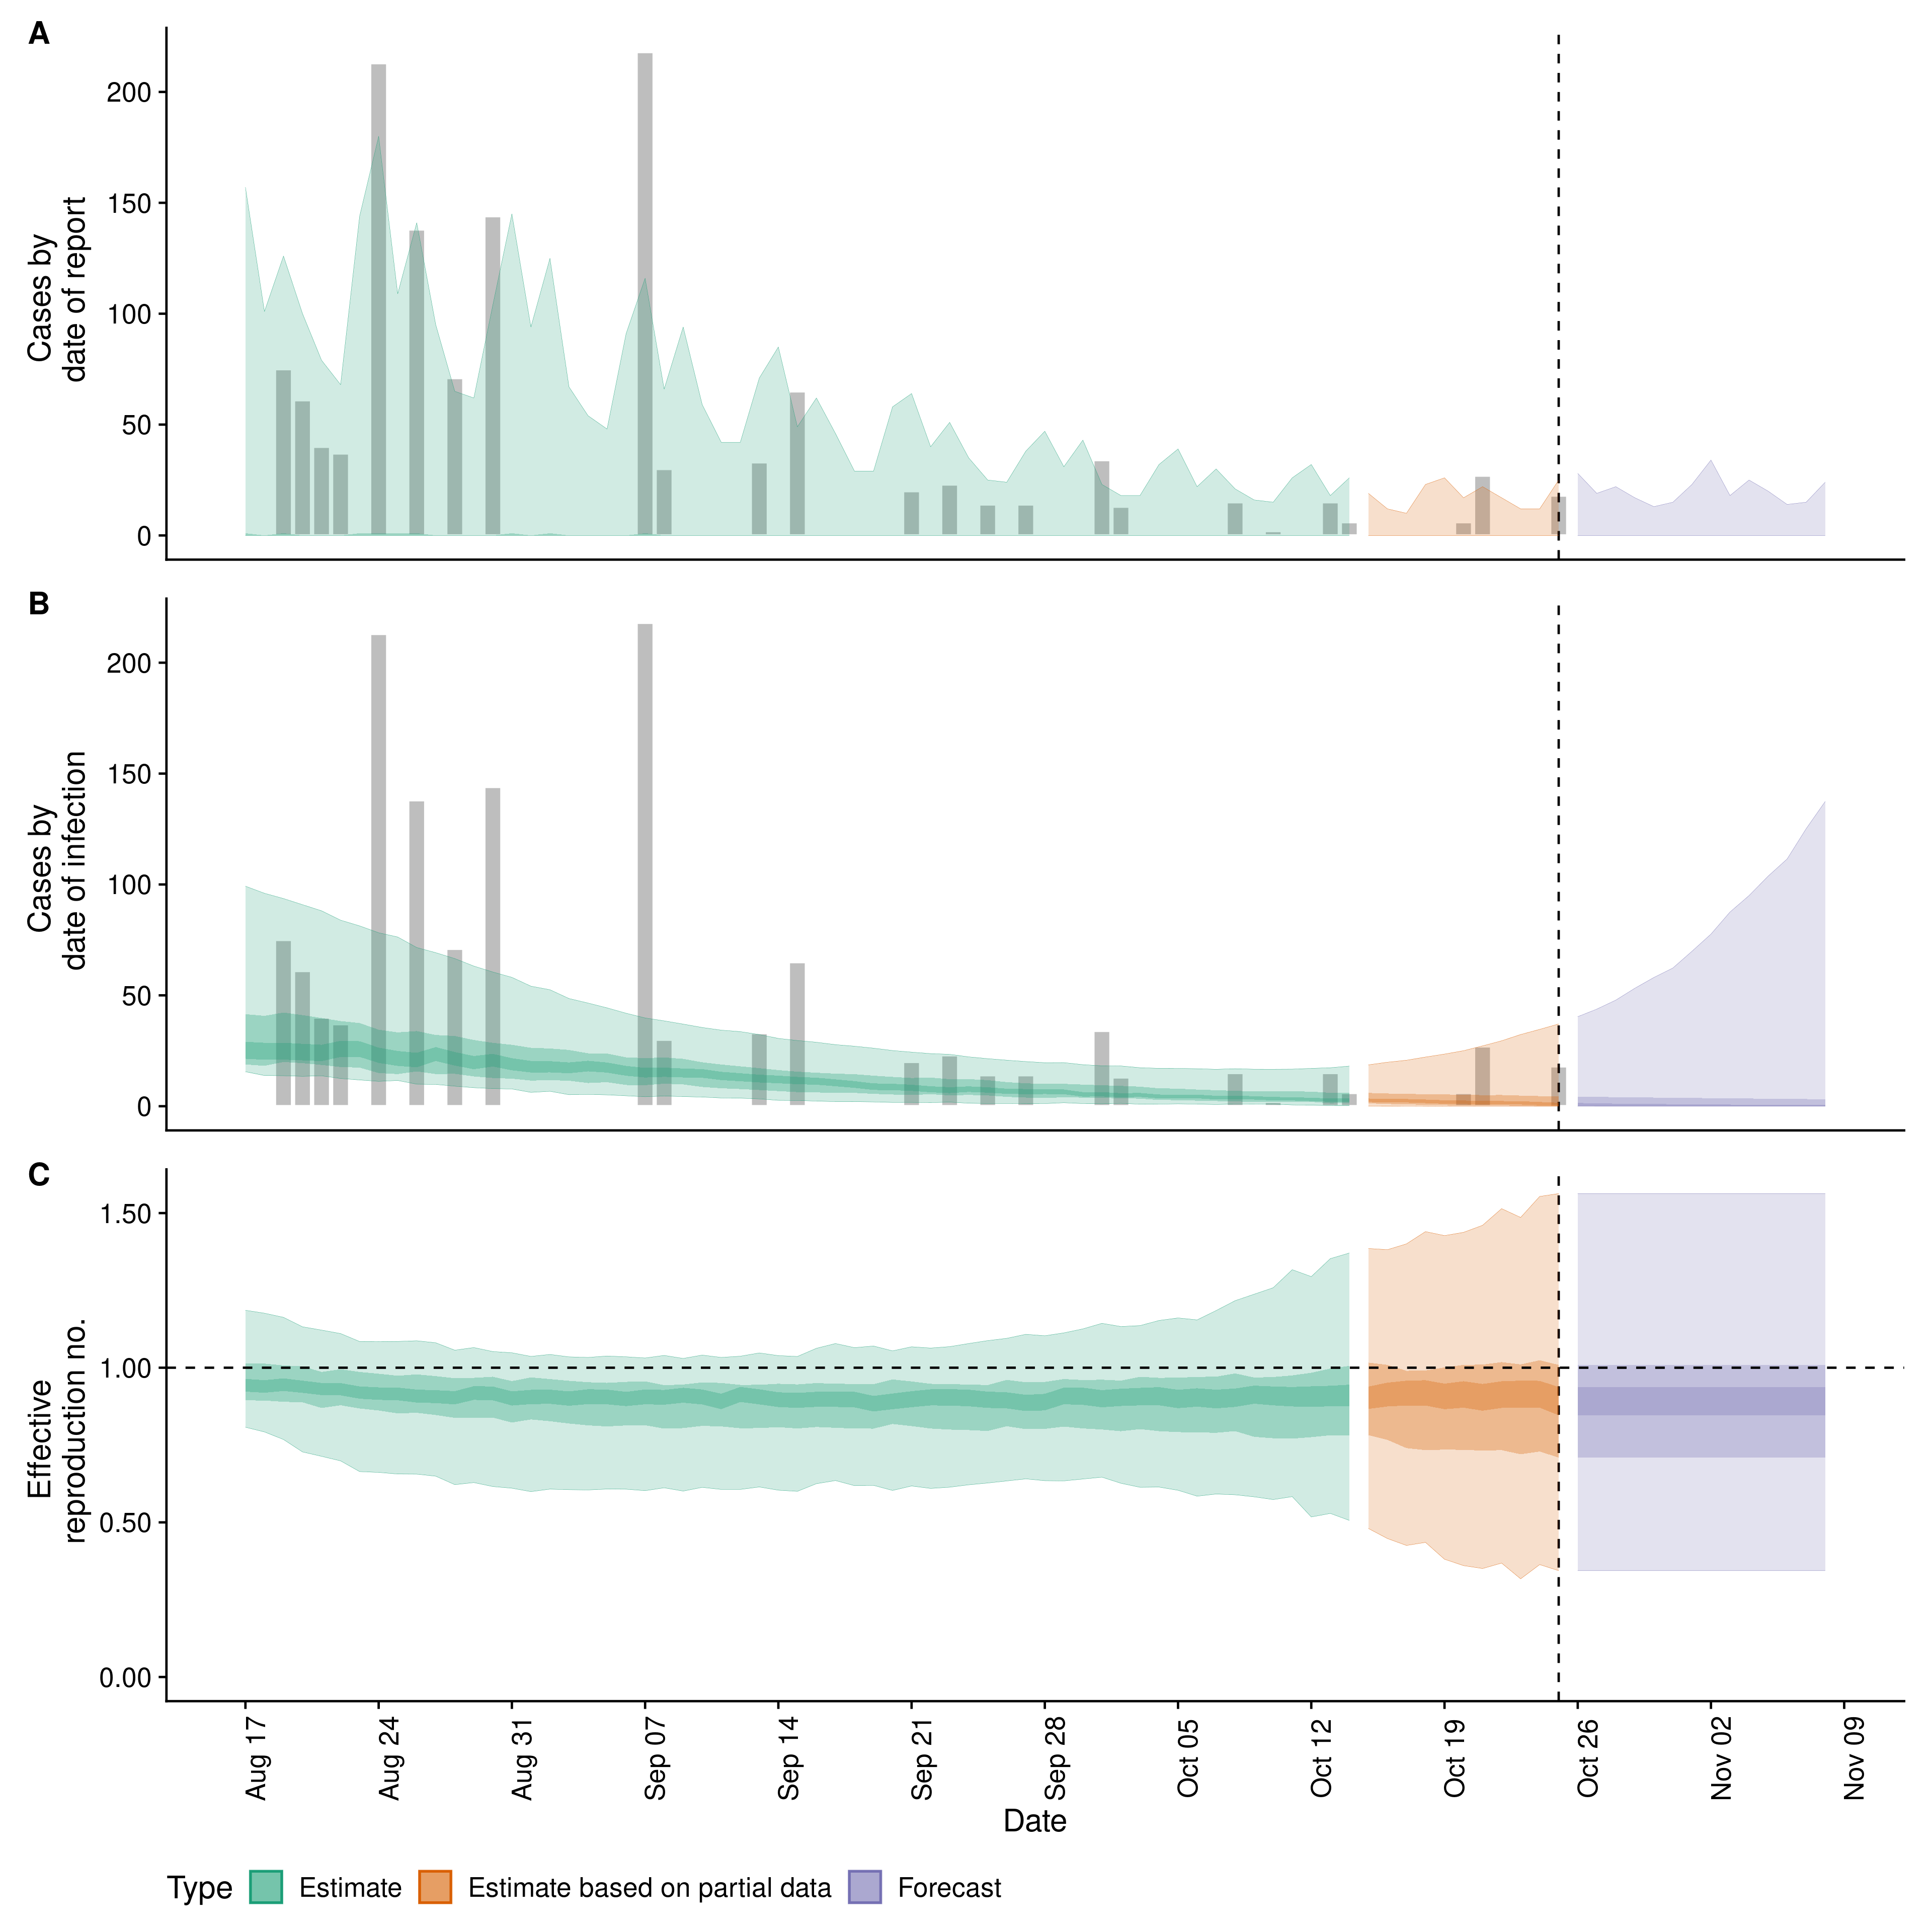 A
Cases by
date of report
200
150
100
50
0
B
Cases by
date of infection
200
150
100
50
0
C
Effective
reproduction no.
1.50
1.00
0.50
0.00
Aug 17
Aug 24
Aug 31
Sep 07
Sep 14
Sep 21
Sep 28
Oct 05
Oct 12
Oct 19
Oct 26
Nov 02
Nov 09
Date
Type Estimate Estimate based on partial data Forecast